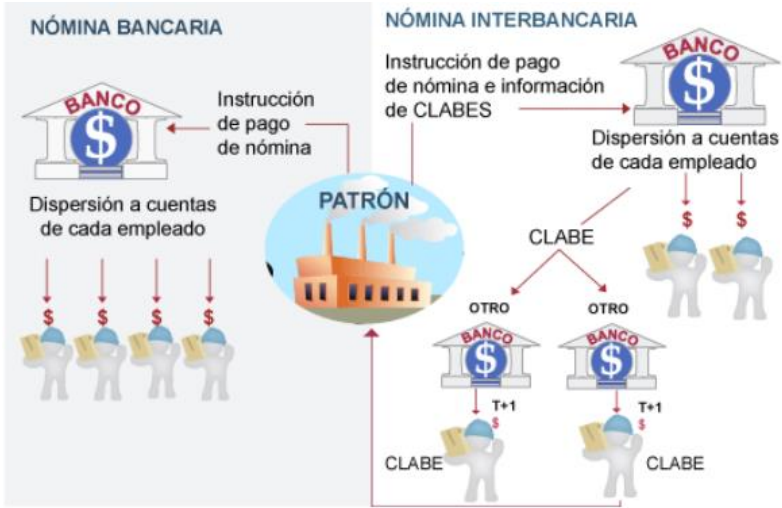 NÓMINA BANCARIA
BANCO
$
Instrucción
de pago
de nómina
Dispersión a cuentas
de cada empleado
$ $ $ $
PATRÓN
NÓMINA INTERBANCARIA
Instrucción de pago
de nómina e información
de CLABES
BANCO
$
Dispersión a cuentas
de cada empleado
$ $
CLABE
OTRO OTRO
BANCO BANCO
$ $
T+1 T+1
$ $
CLABE CLABE